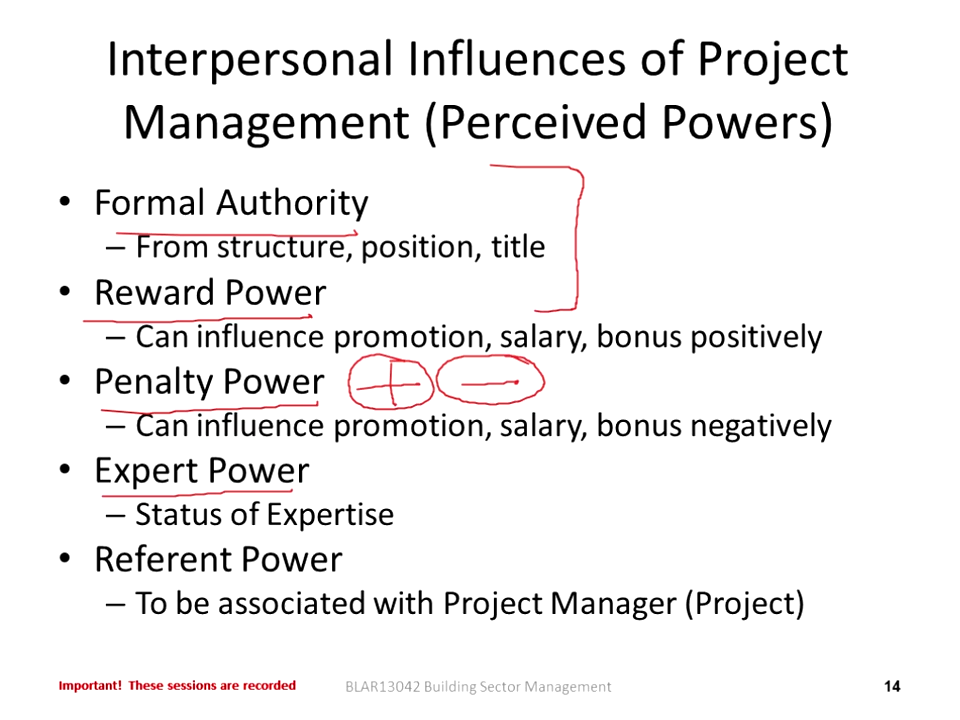 Interpersonal Influences of Project
Management (Perceived Powers)
• Formal Authority
– From structure, position, title
• Reward Power
– Can influence promotion, salary, bonus positively
• Penalty Power + —
– Can influence promotion, salary, bonus negatively
• Expert Power
– Status of Expertise
• Referent Power
– To be associated with Project Manager (Project)
Important! These sessions are recorded BLAR13042 Building Sector Management 14